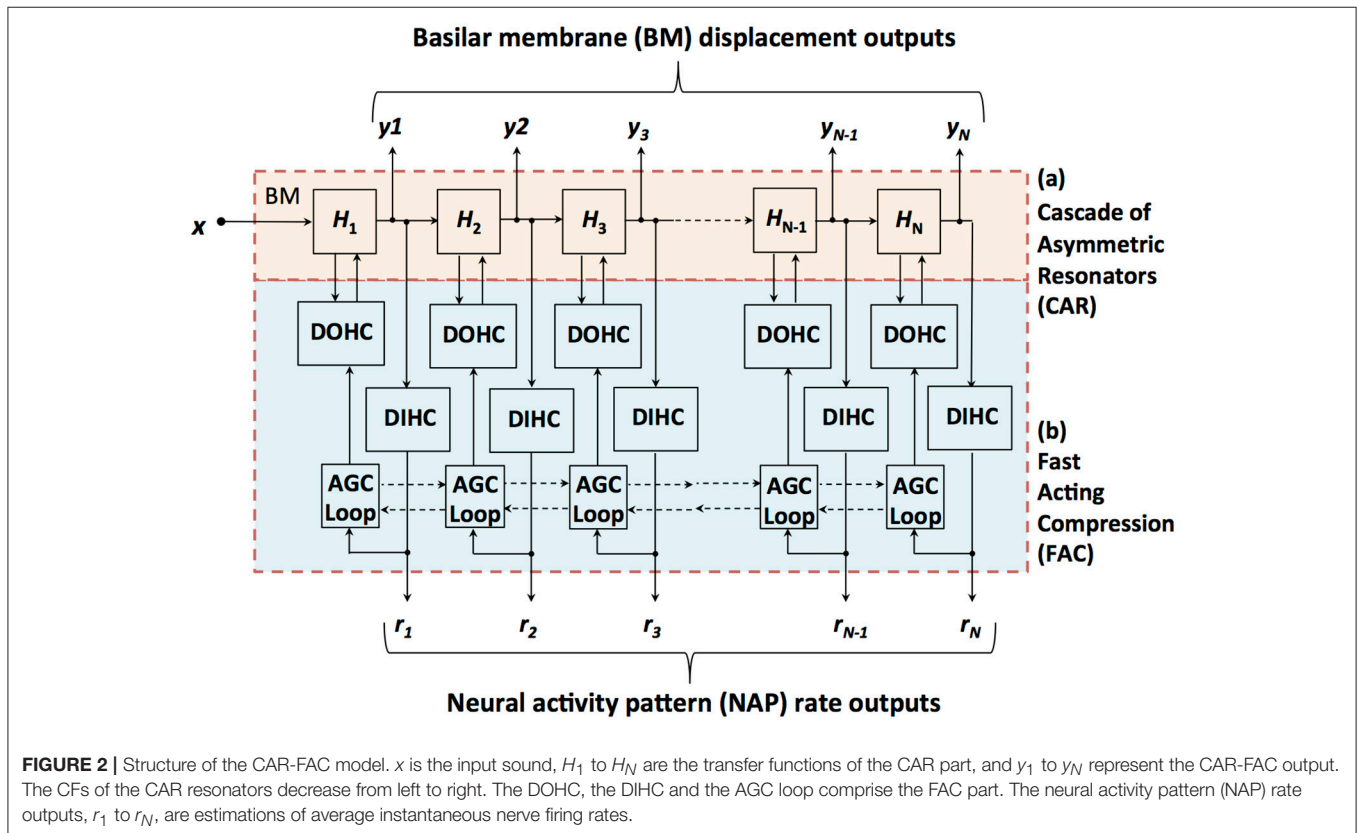 Basilar membrane (BM) displacement outputs
y1 y2 y3 yN-1 yN
BM
x
H1 H2 H3 HN-1 HN
(a)
Cascade of
Asymmetric
Resonators
(CAR)
DOHC DOHC DOHC DOHC DOHC
DIHC DIHC DIHC DIHC DIHC
(b)
Fast
Acting
Compression
(FAC)
AGC AGC AGC AGC AGC
Loop Loop Loop Loop Loop
r1 r2 r3 rN-1 rN
Neural activity pattern (NAP) rate outputs
FIGURE 2 | Structure of the CAR-FAC model. x is the input sound, H1 to HN are the transfer functions of the CAR part, and y1 to yN represent the CAR-FAC output.
The CFs of the CAR resonators decrease from left to right. The DOHC, the DIHC and the AGC loop comprise the FAC part. The neural activity pattern (NAP) rate
outputs, r1 to rN, are estimations of average instantaneous nerve firing rates.